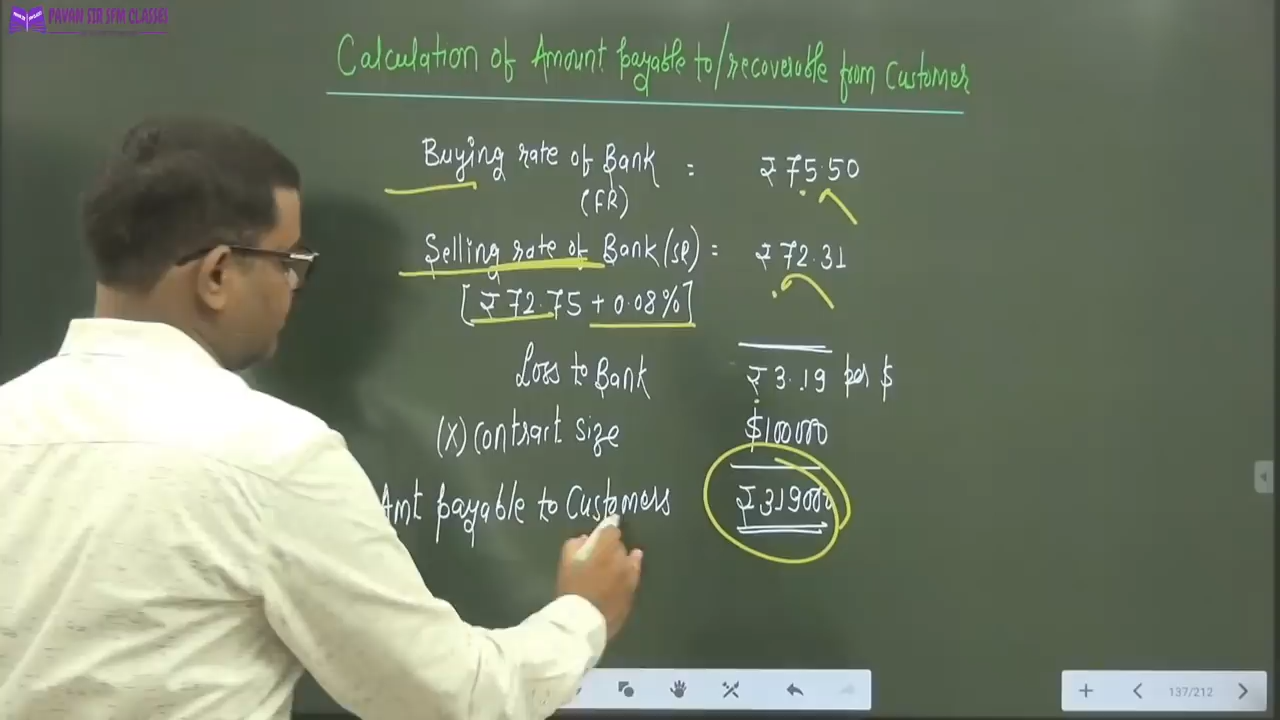 PAVAN SIR SFM CLASSES
Calculation of Amount payable to/recoverable from Customer
Buying rate of Bank = ₹75.50
(FR)
Selling rate of Bank (SR) = ₹72.31
[₹72.75 + 0.08%]
Loss to Bank ₹3.19 per $
(X) Contract Size $100000
Amt payable to Customers ₹319000
137/212